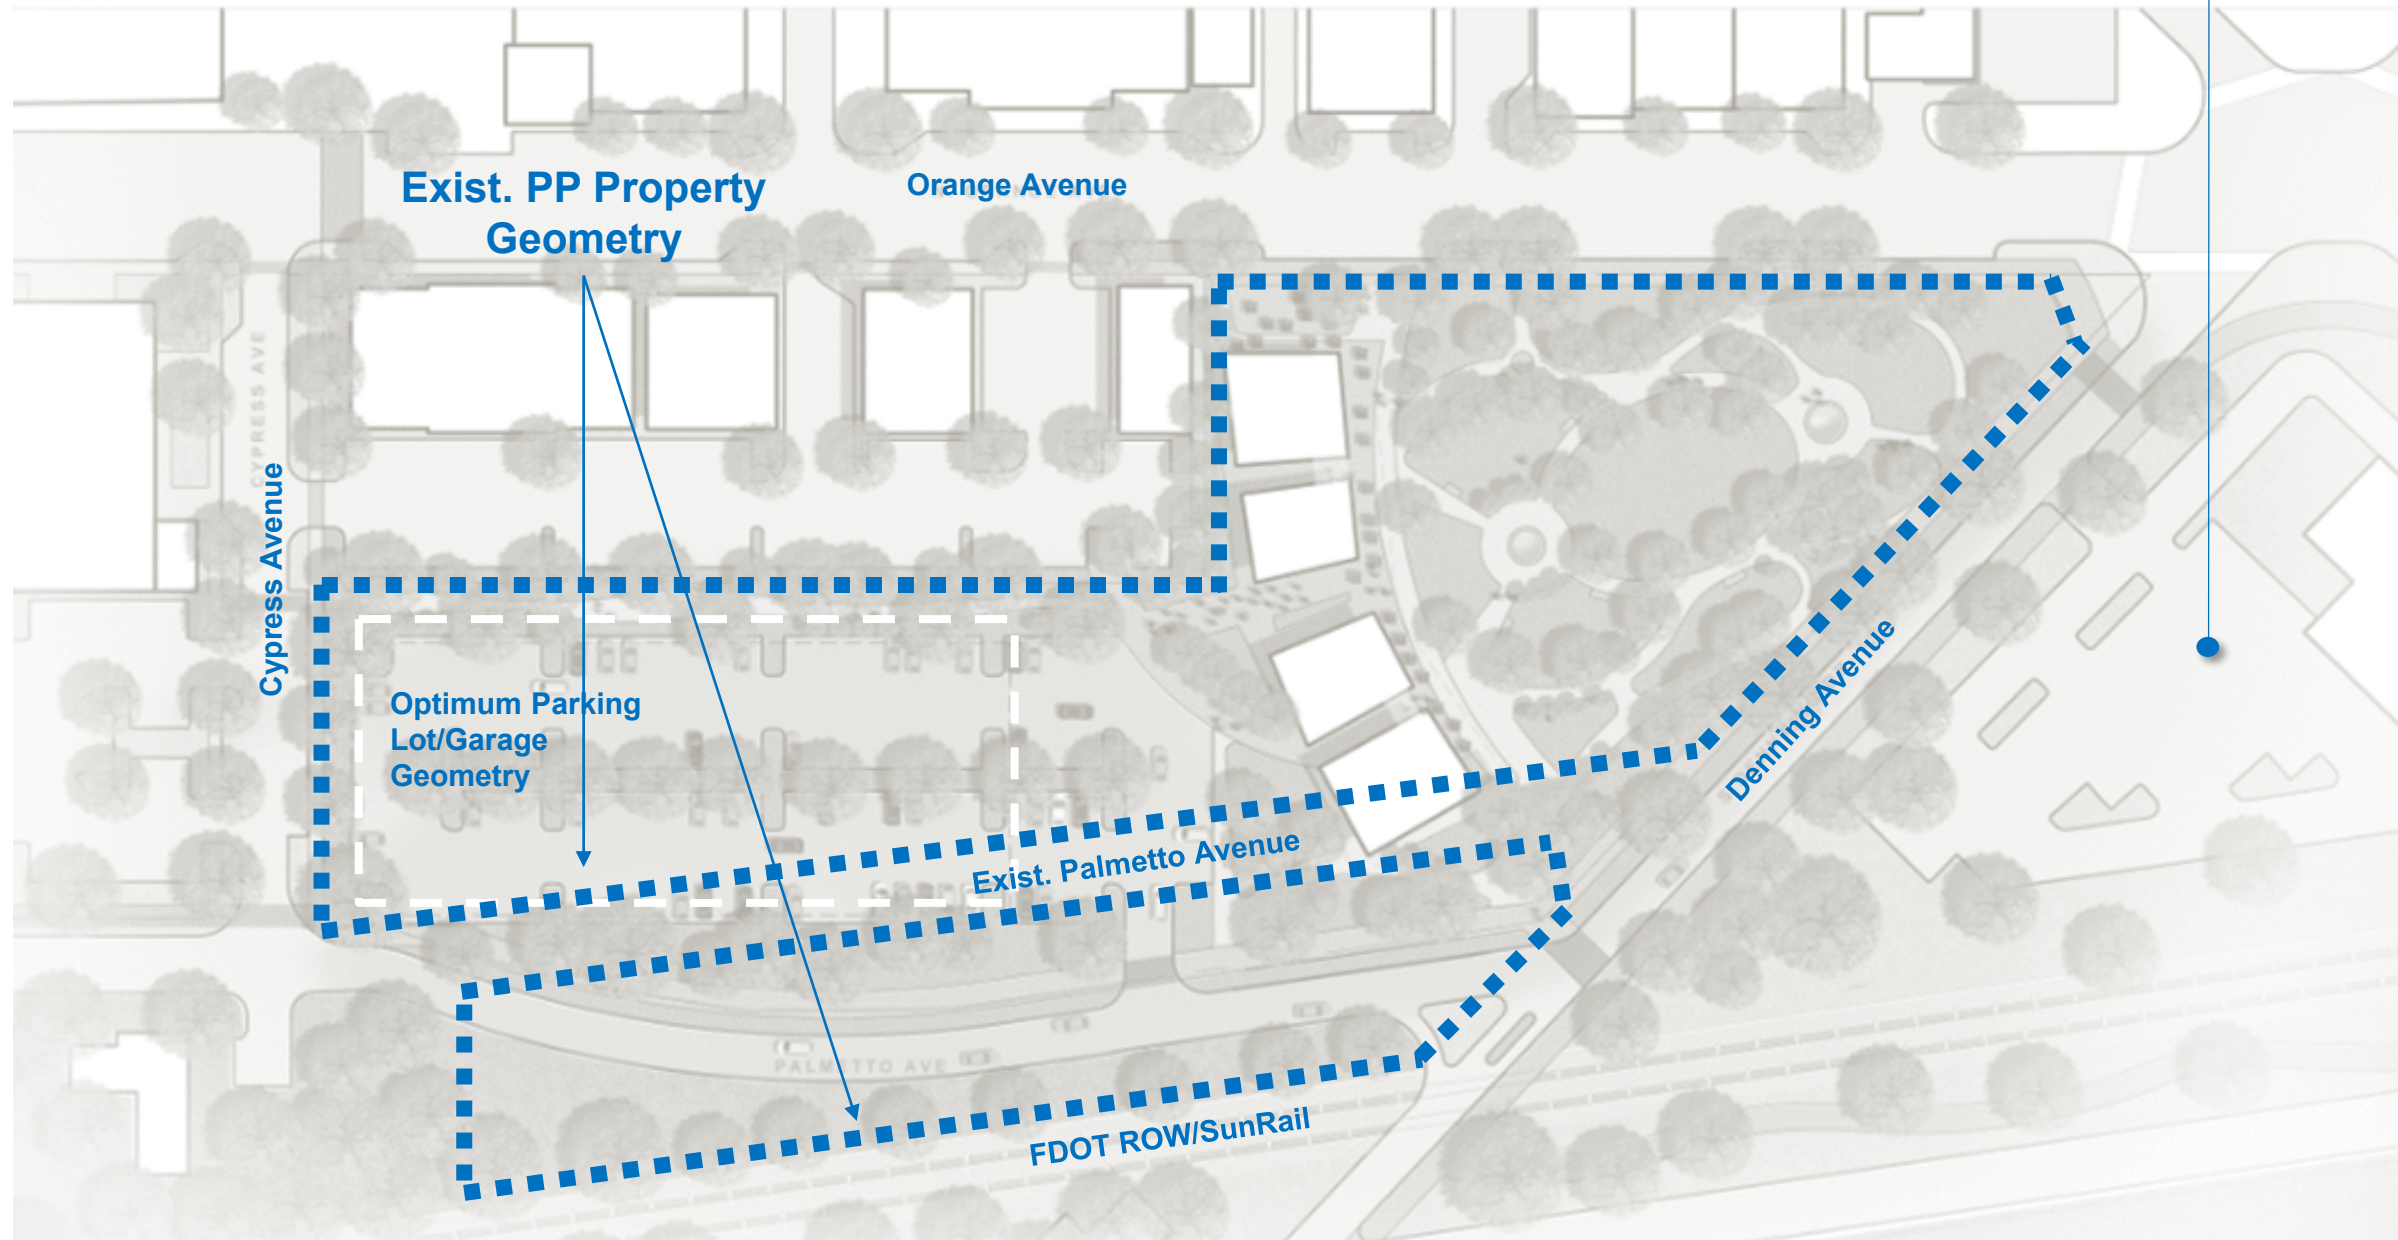 Exist. PP Property
Geometry
Orange Avenue
CYPRESS AVE
Cypress Avenue
Optimum Parking
Lot/Garage
Geometry
Denning Avenue
Exist. Palmetto Avenue
PALMETTO AVE
FDOT ROW/SunRail